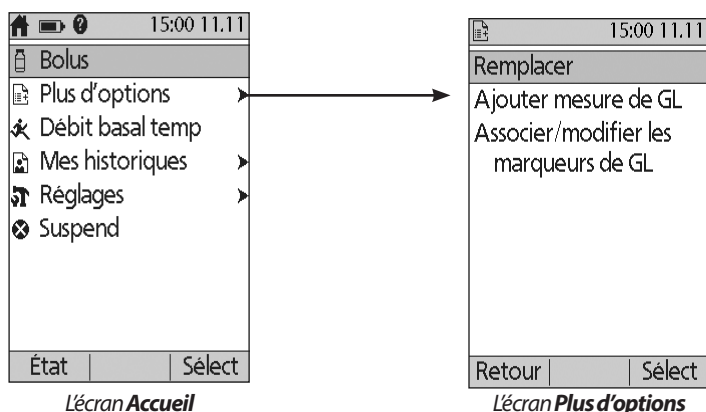 15:00 11.11
Bolus
Plus d'options
Débit basal temp
Mes historiques
Réglages
Suspend
État Sélect
L'écran Accueil
15:00 11.11
Remplacer
Ajouter mesure de GL
Associer/modifier les
marqueurs de GL
Retour Sélect
L'écran Plus d'options